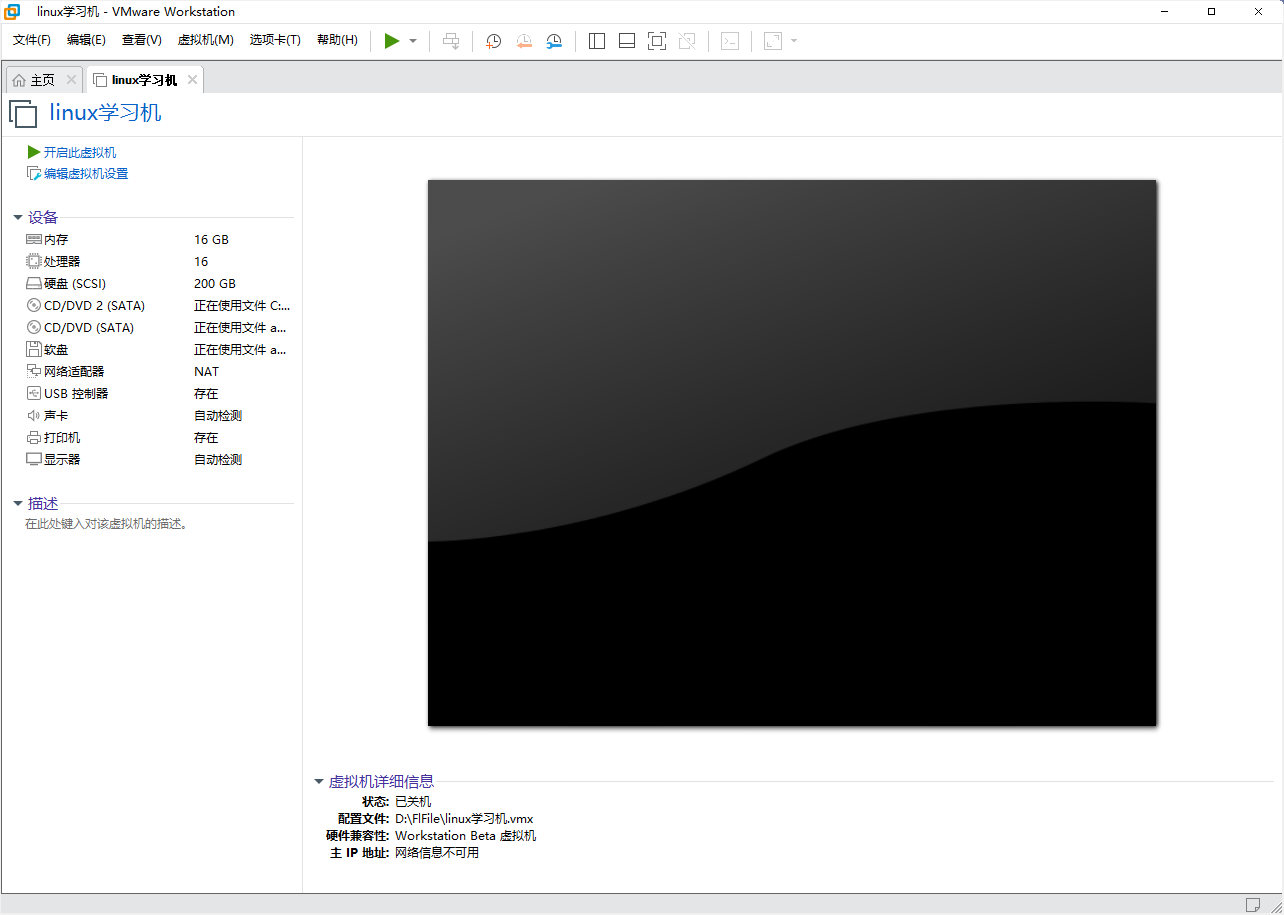 linux学习机 - VMware Workstation
文件(F) 编辑(E) 查看(V) 虚拟机(M) 选项卡(T) 帮助(H)
主页 linux学习机
linux学习机
开启此虚拟机
编辑虚拟机设置
设备
内存 16 GB
处理器 16
硬盘 (SCSI) 200 GB
CD/DVD 2 (SATA) 正在使用文件 C:...
CD/DVD (SATA) 正在使用文件 a...
软盘 正在使用文件 a...
网络适配器 NAT
USB 控制器 存在
声卡 自动检测
打印机 存在
显示器 自动检测
描述
在此处键入对该虚拟机的描述。
虚拟机详细信息
状态: 已关机
配置文件: D:\FlFile\linux学习机.vmx
硬件兼容性: Workstation Beta 虚拟机
主 IP 地址: 网络信息不可用